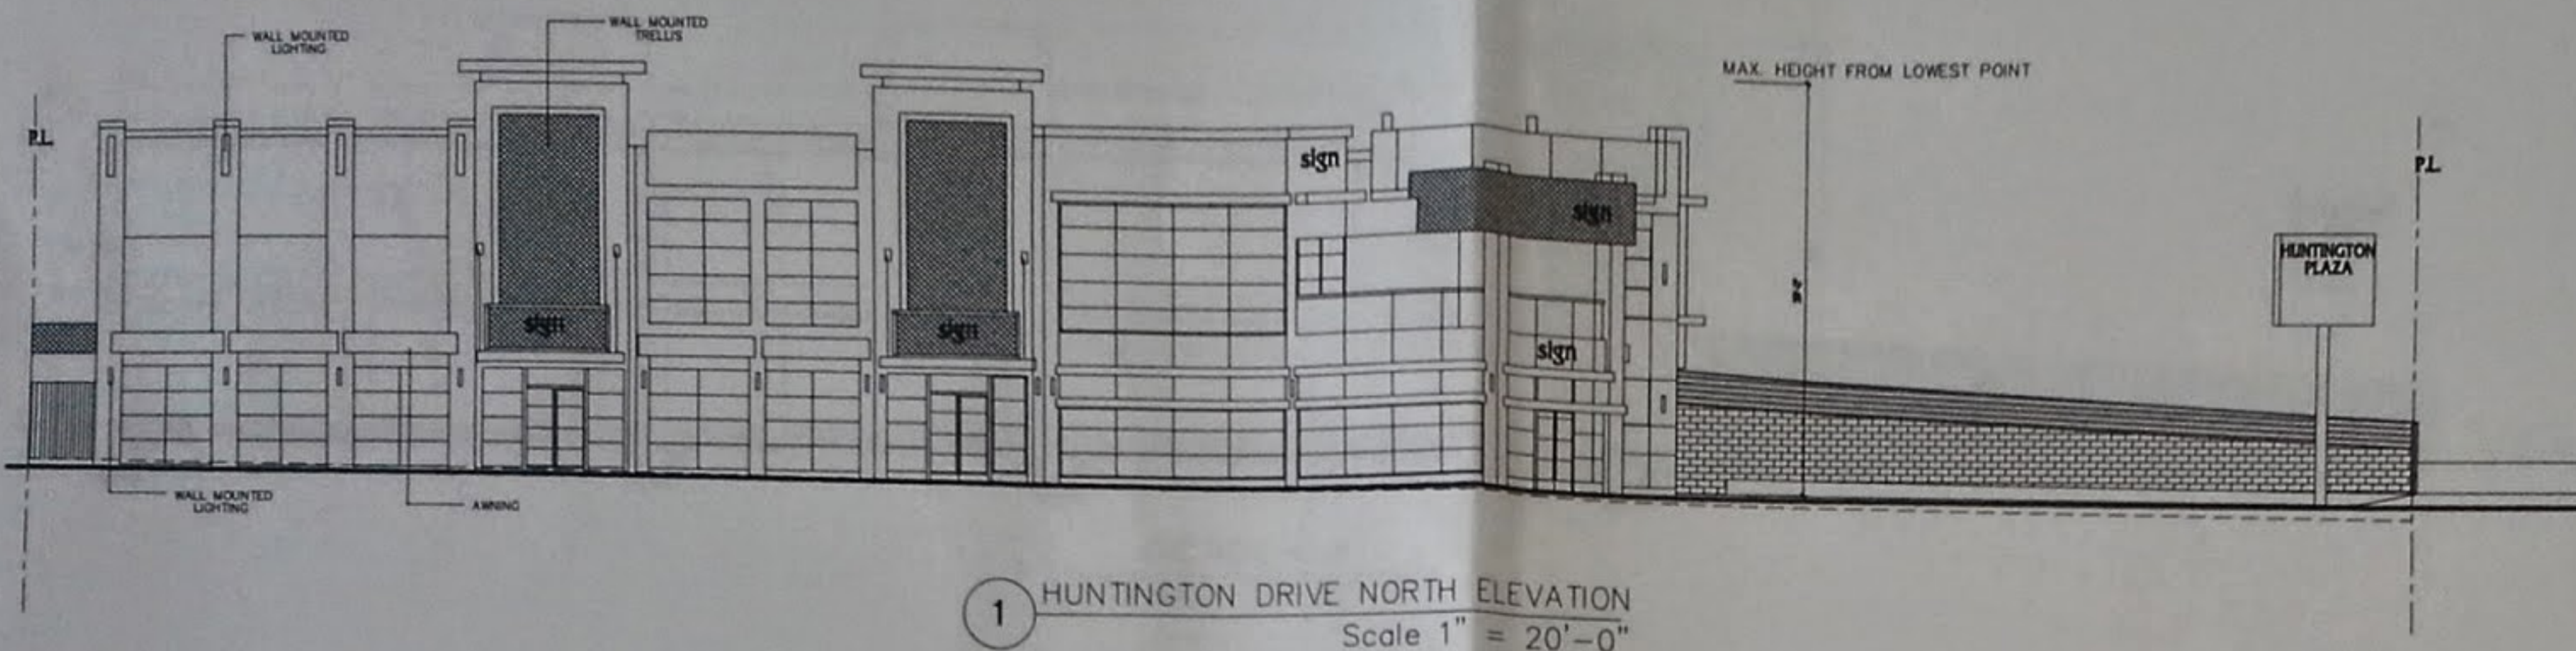 WALL MOUNTED
LIGHTING
WALL MOUNTED
TRELLIS
MAX. HEIGHT FROM LOWEST POINT
P.L.
P.L.
sign
sign
HUNTINGTON
PLAZA
sign
sign
sign
WALL MOUNTED
LIGHTING
AWNING
1
HUNTINGTON DRIVE NORTH ELEVATION
Scale 1" = 20'-0"